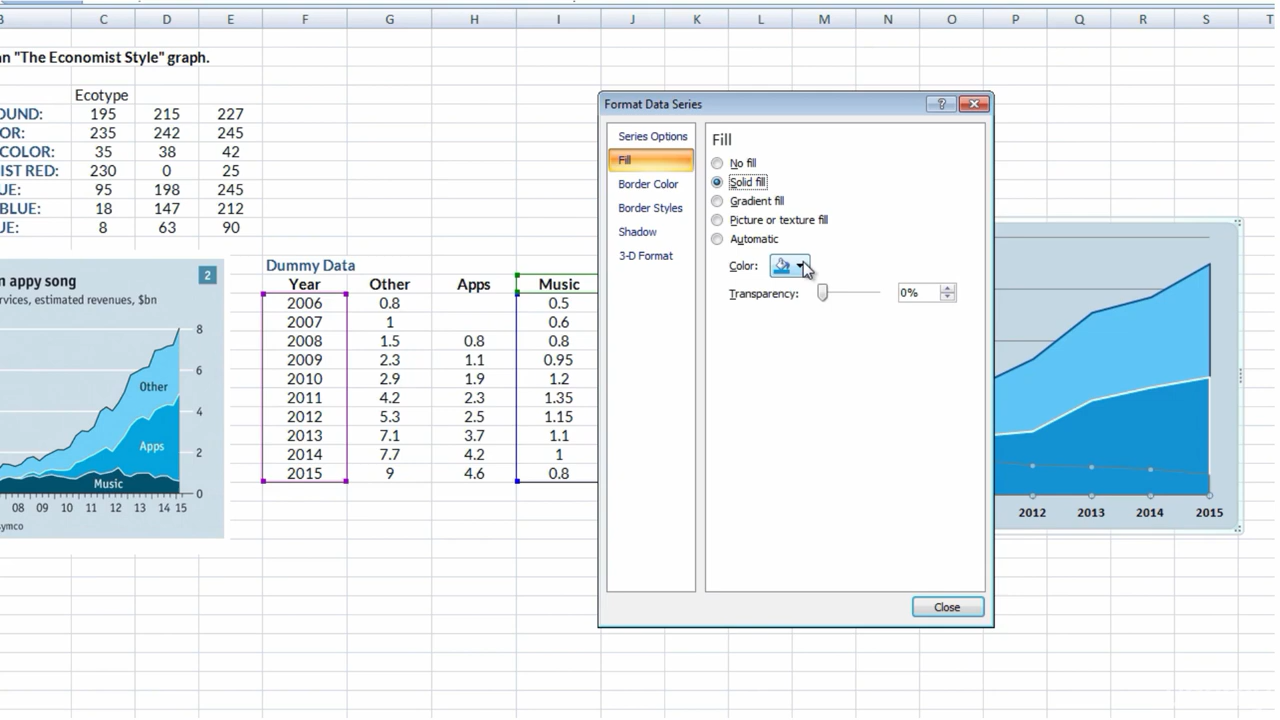 B C D E F G H I J K L M N O P Q R S T
n "The Economist Style" graph.
Ecotype
OUND: 195 215 227
OR: 235 242 245
COLOR: 35 38 42
IST RED: 230 0 25
UE: 95 198 245
BLUE: 18 147 212
UE: 8 63 90
n appy song 2
rvices, estimated revenues, $bn
8
6
4
2
0
Other
Apps
Music
08 09 10 11 12 13 14 15
symco
Dummy Data
Year Other Apps Music
2006 0.8 0.5
2007 1 0.6
2008 1.5 0.8 0.8
2009 2.3 1.1 0.95
2010 2.9 1.9 1.2
2011 4.2 2.3 1.35
2012 5.3 2.5 1.15
2013 7.1 3.7 1.1
2014 7.7 4.2 1
2015 9 4.6 0.8
Format Data Series
?
Series Options
Fill
Border Color
Border Styles
Shadow
3-D Format
Fill
No fill
Solid fill
Gradient fill
Picture or texture fill
Automatic
Color:
Transparency: 0%
Close
2012 2013 2014 2015